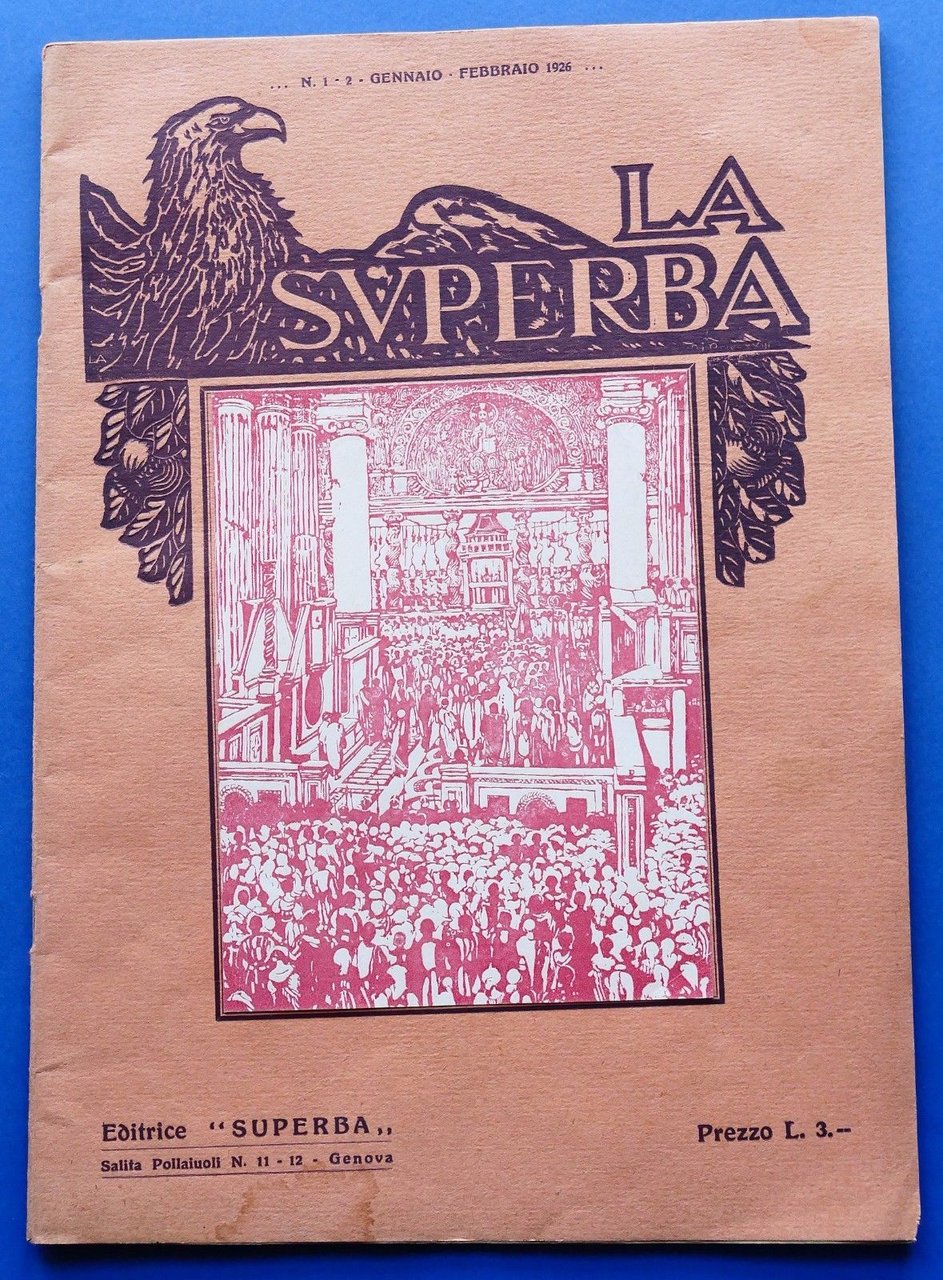 ... N. 1 - 2 - GENNAIO - FEBBRAIO 1926 ...
LA
SVPERBA
Editrice “SUPERBA„
Salita Pollaiuoli N. 11 - 12 - Genova
Prezzo L. 3.--